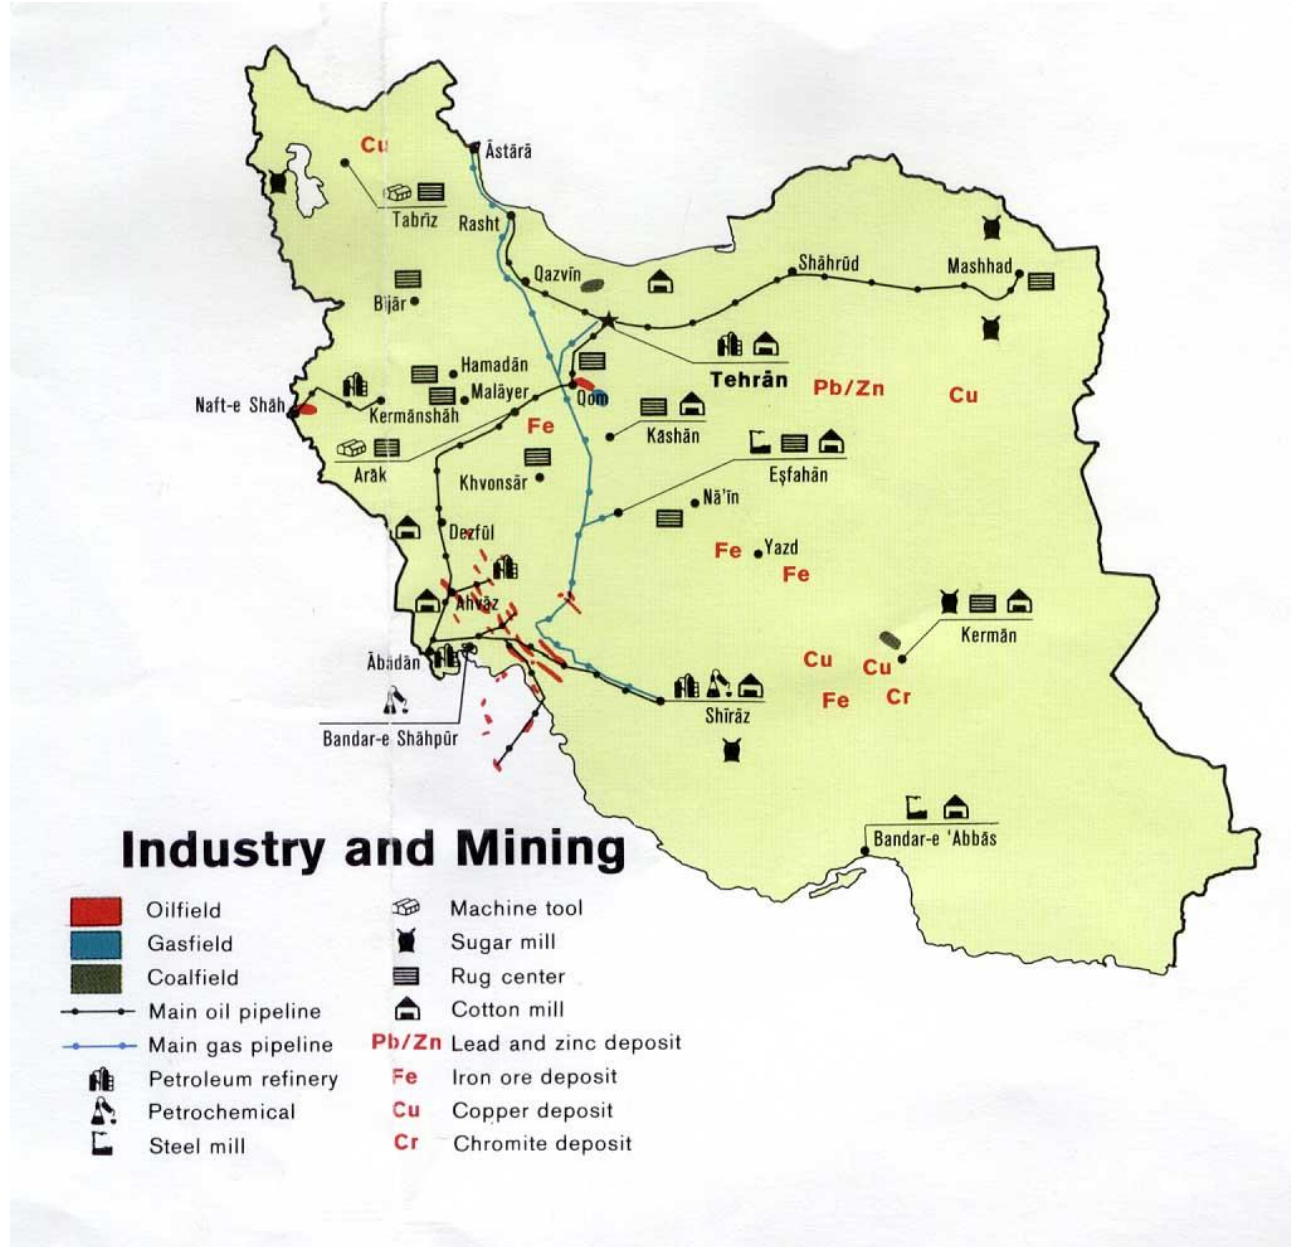 Cu
Āstārā
Tabrīz
Rasht
Qazvīn
Shāhrūd
Mashhad
Bījār
Hamadān
Tehrān
Malāyer
Qom
Pb/Zn
Cu
Naft-e Shāh
Kermānshāh
Fe
Kāshān
Arāk
Khvonsār
Eşfahān
Nā'īn
Dezfūl
Fe
Yazd
Fe
Ahvāz
Kermān
Ābādān
Cu
Cu
Fe
Cr
Shīrāz
Bandar-e Shāhpūr
Bandar-e 'Abbās
Industry and Mining
Oilfield
Gasfield
Coalfield
Main oil pipeline
Main gas pipeline
Petroleum refinery
Petrochemical
Steel mill
Machine tool
Sugar mill
Rug center
Cotton mill
Pb/Zn Lead and zinc deposit
Fe Iron ore deposit
Cu Copper deposit
Cr Chromite deposit